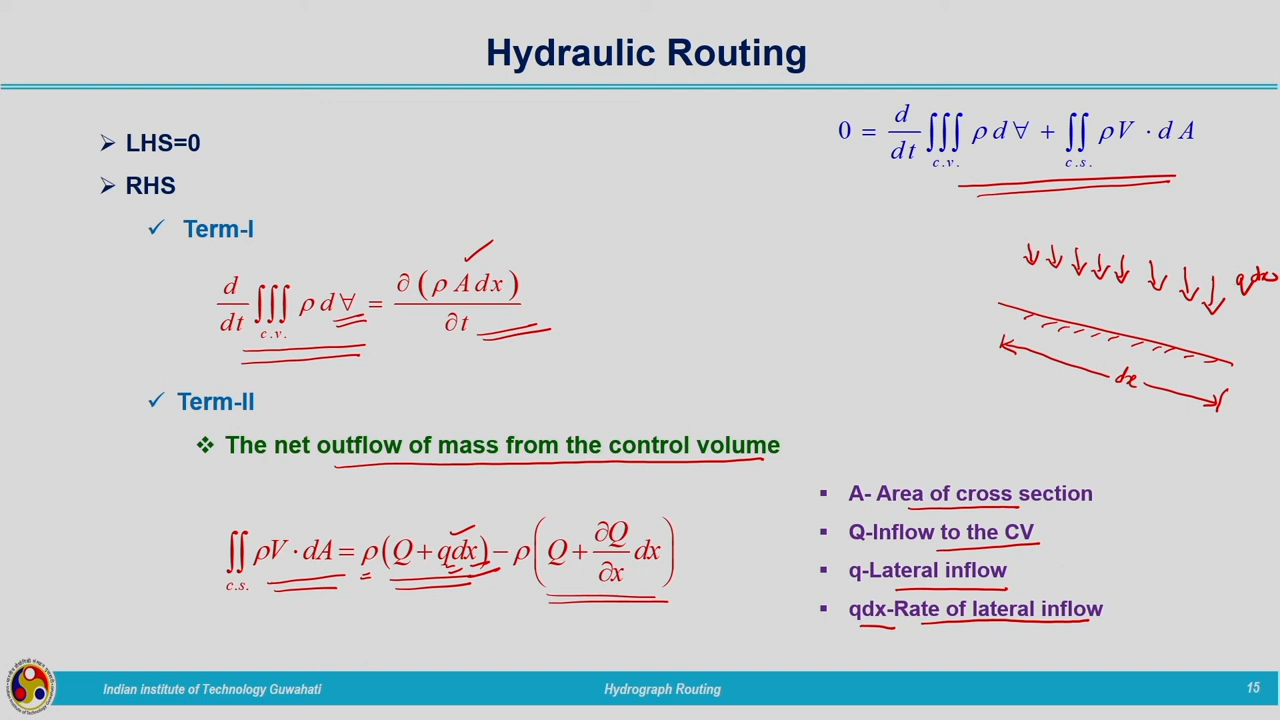 Hydraulic Routing
➢ LHS=0
➢ RHS
✓ Term-I
d/dt ∭c.v. ρ d∀ = ∂(ρ A dx)/∂t
✓ Term-II
❖ The net outflow of mass from the control volume
∬c.s. ρV · dA = ρ(Q + qdx) − ρ(Q + ∂Q/∂x dx)
0 = d/dt ∭c.v. ρ d∀ + ∬c.s. ρV · dA
qdx
dx
▪ A- Area of cross section
▪ Q-Inflow to the CV
▪ q-Lateral inflow
▪ qdx-Rate of lateral inflow
Indian institute of Technology Guwahati
Hydrograph Routing
15